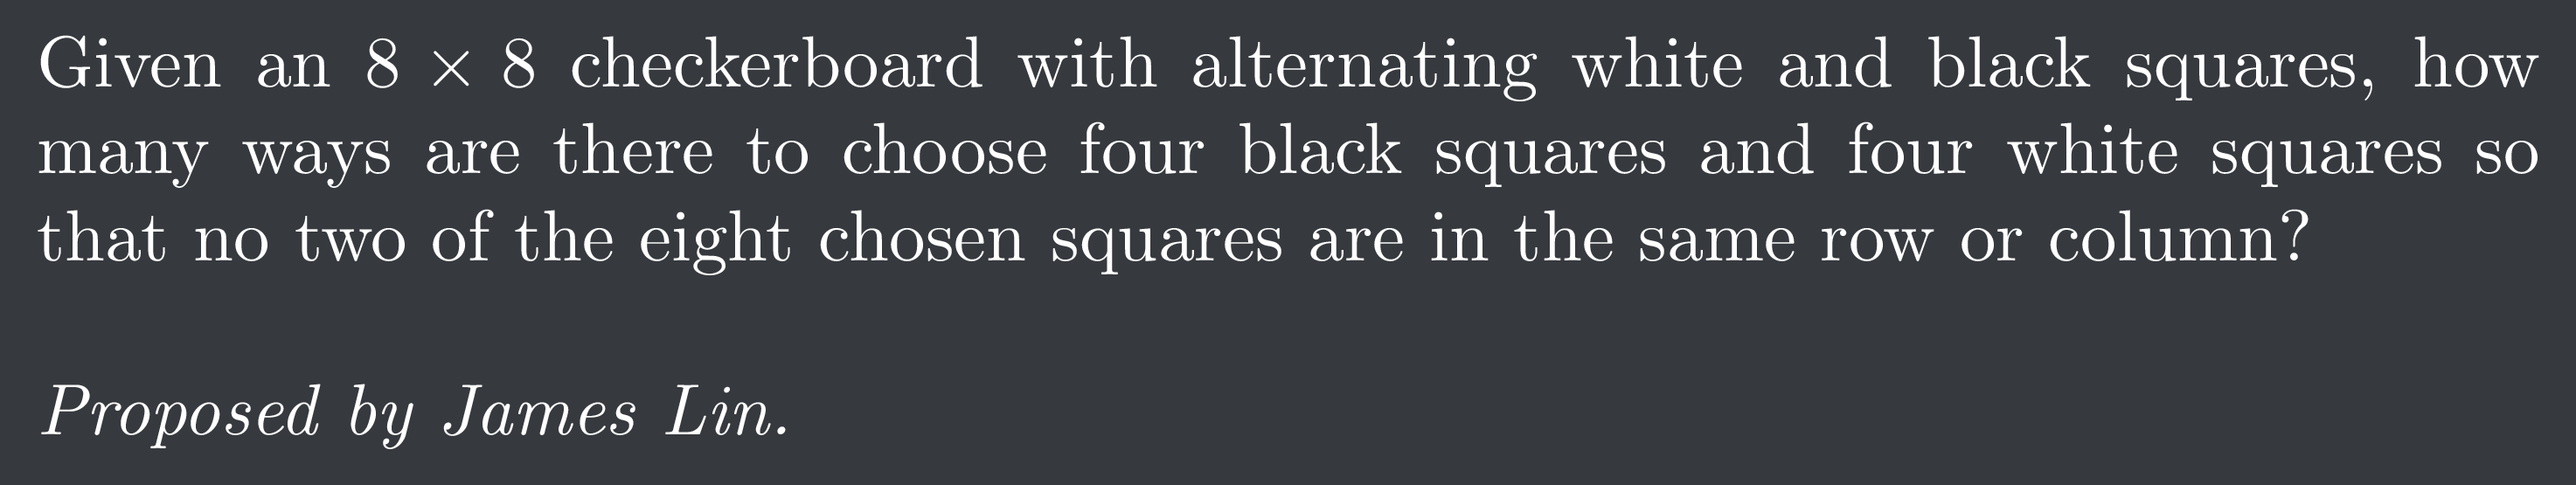 Given an 8 × 8 checkerboard with alternating white and black squares, how
many ways are there to choose four black squares and four white squares so
that no two of the eight chosen squares are in the same row or column?
Proposed by James Lin.